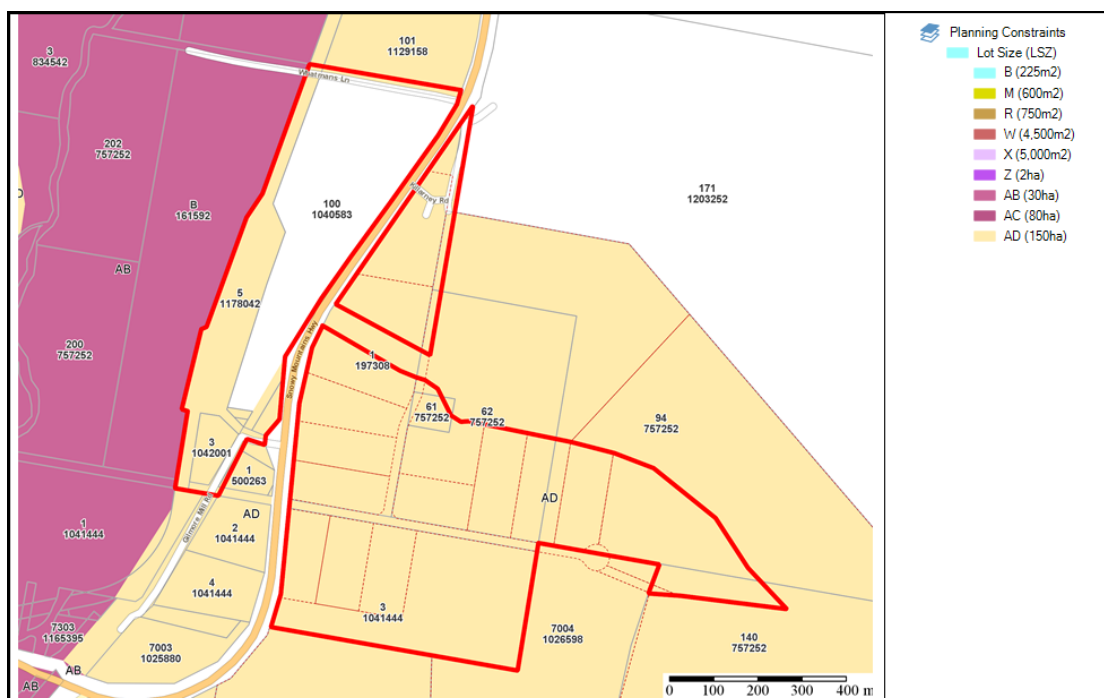 101
1129158
3
834542
Whatmans Ln
202
757252
B
161592
100
1040583
Killarney Rd
171
1203252
AB
5
1178042
200
757252
Snowy Mountains Hwy
1
197308
61
757252
62
757252
94
757252
3
1042001
1
500263
AD
Gilmore Mill Rd
1
1041444
2
1041444
AD
4
1041444
3
1041444
7303
1165395
7003
1025880
7004
1026598
140
757252
AB
AB
0 100 200 300 400 m
Planning Constraints
Lot Size (LSZ)
B (225m2)
M (600m2)
R (750m2)
W (4,500m2)
X (5,000m2)
Z (2ha)
AB (30ha)
AC (80ha)
AD (150ha)